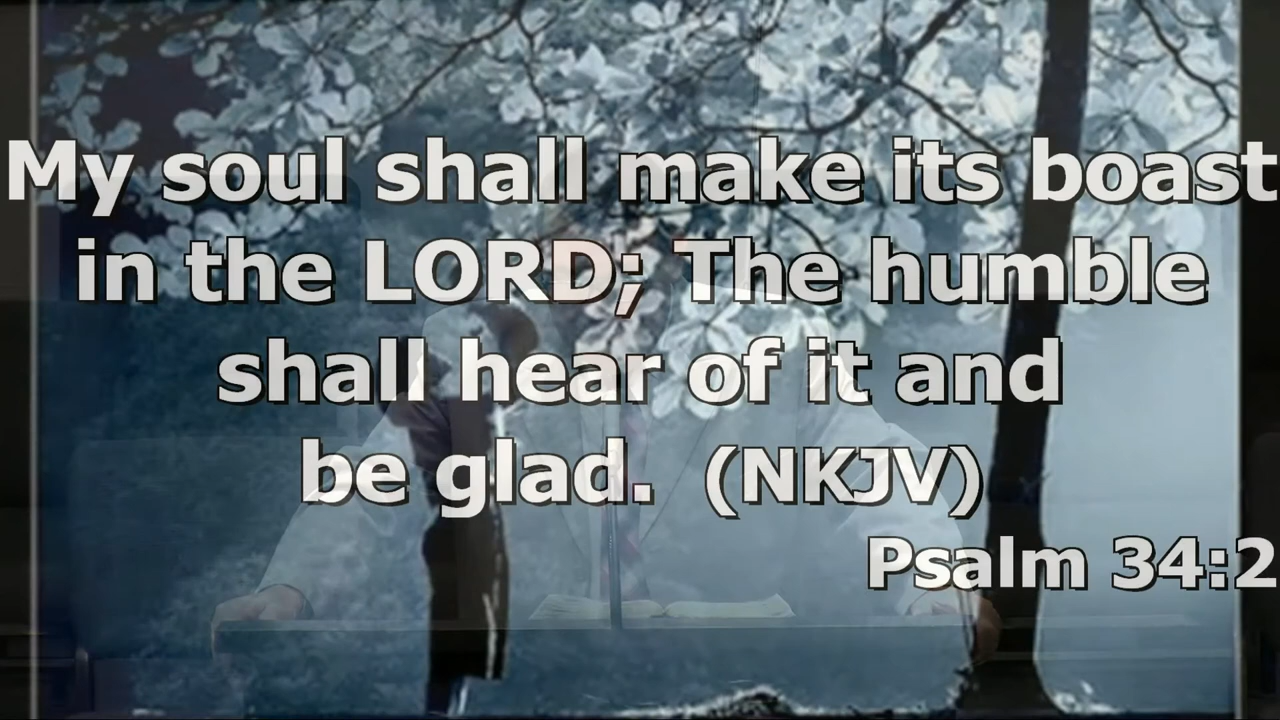 My soul shall make its boast
in the LORD; The humble
shall hear of it and
be glad. (NKJV)
Psalm 34:2